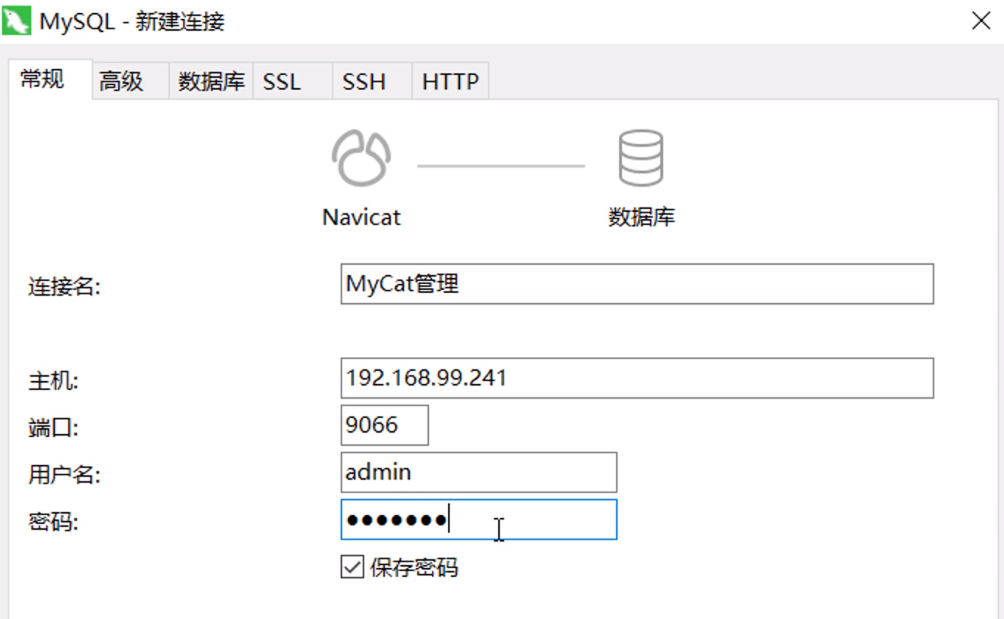 MySQL - 新建连接
常规 高级 数据库 SSL SSH HTTP
Navicat 数据库
连接名: MyCat管理
主机: 192.168.99.241
端口: 9066
用户名: admin
密码: •••••••
保存密码